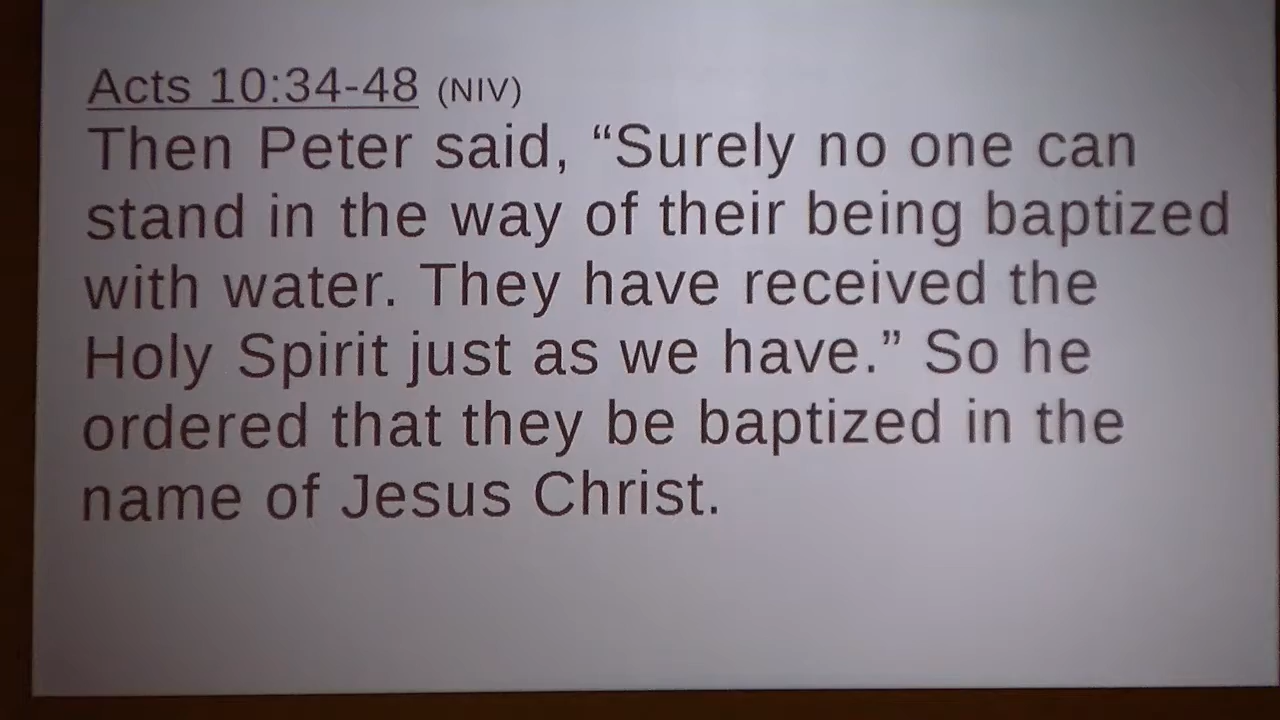 Acts 10:34-48 (NIV)
Then Peter said, “Surely no one can
stand in the way of their being baptized
with water. They have received the
Holy Spirit just as we have.” So he
ordered that they be baptized in the
name of Jesus Christ.